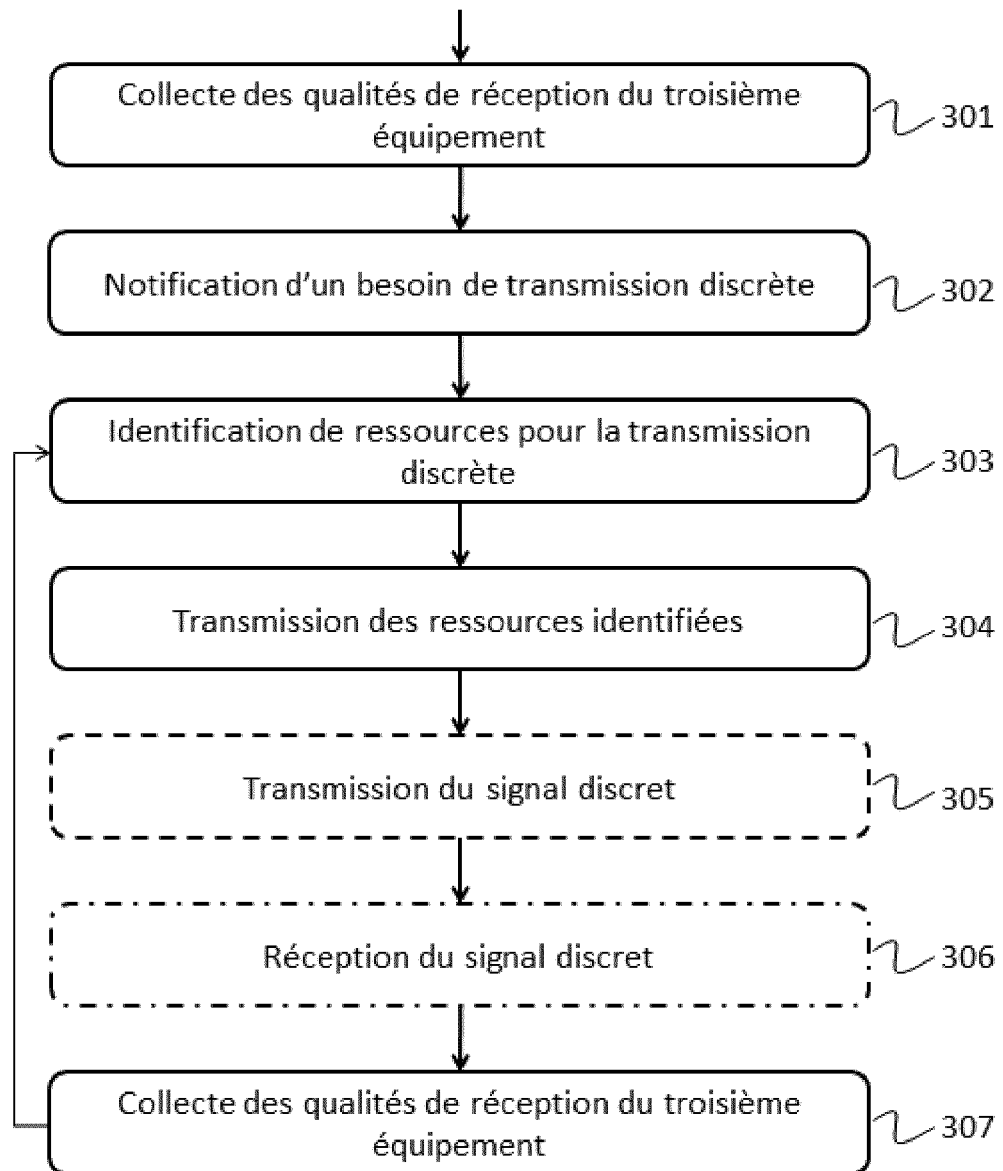 Collecte des qualités de réception du troisième
équipement
301
Notification d'un besoin de transmission discrète
302
Identification de ressources pour la transmission
discrète
303
Transmission des ressources identifiées
304
Transmission du signal discret
305
Réception du signal discret
306
Collecte des qualités de réception du troisième
équipement
307